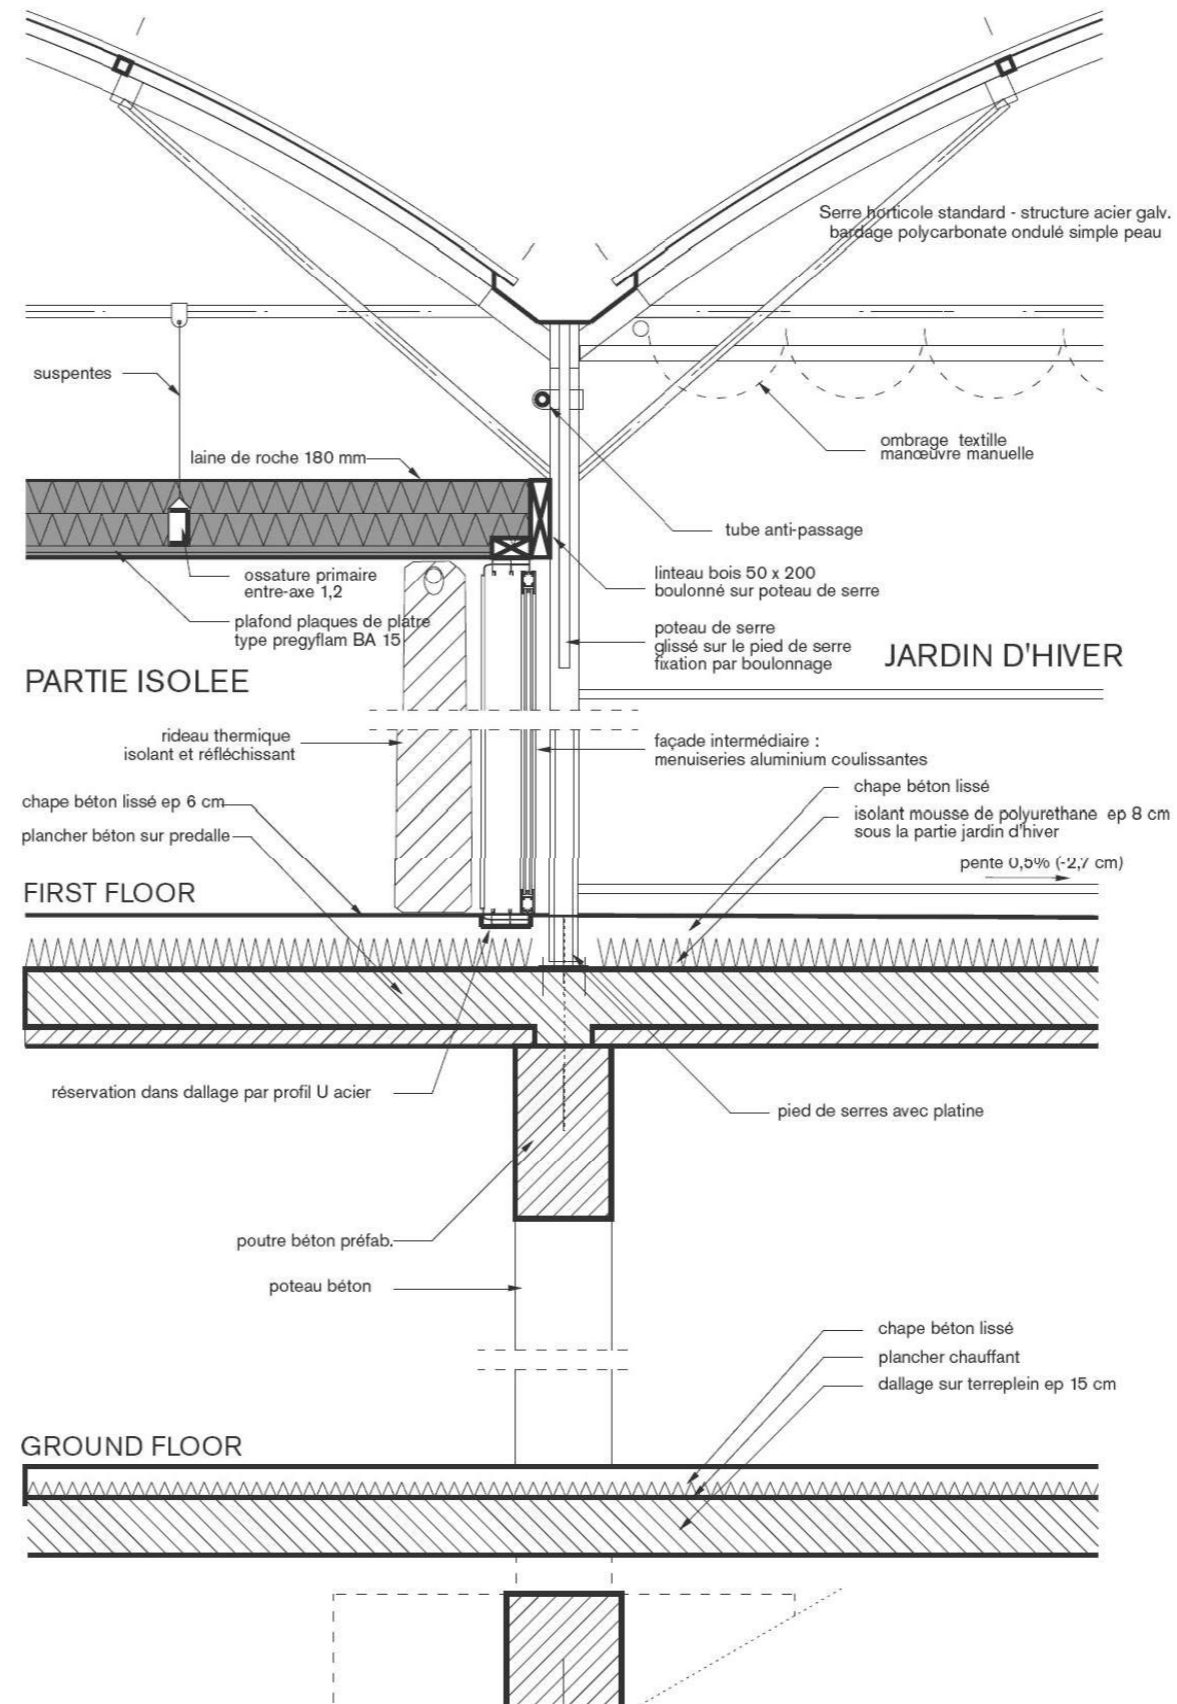 Serre horticole standard - structure acier galv.
bardage polycarbonate ondulé simple peau
suspentes
ombrage textille
manœuvre manuelle
laine de roche 180 mm
tube anti-passage
ossature primaire
entre-axe 1,2
linteau bois 50 x 200
boulonné sur poteau de serre
plafond plaques de platre
type pregyflam BA 15
poteau de serre
glissé sur le pied de serre
fixation par boulonnage
JARDIN D'HIVER
PARTIE ISOLEE
rideau thermique
isolant et réfléchissant
façade intermédiaire :
menuiseries aluminium coulissantes
chape béton lissé
chape béton lissé ep 6 cm
isolant mousse de polyurethane ep 8 cm
sous la partie jardin d'hiver
plancher béton sur predalle
pente 0,5% (-2,7 cm)
FIRST FLOOR
réservation dans dallage par profil U acier
pied de serres avec platine
poutre béton préfab.
poteau béton
chape béton lissé
plancher chauffant
dallage sur terreplein ep 15 cm
GROUND FLOOR